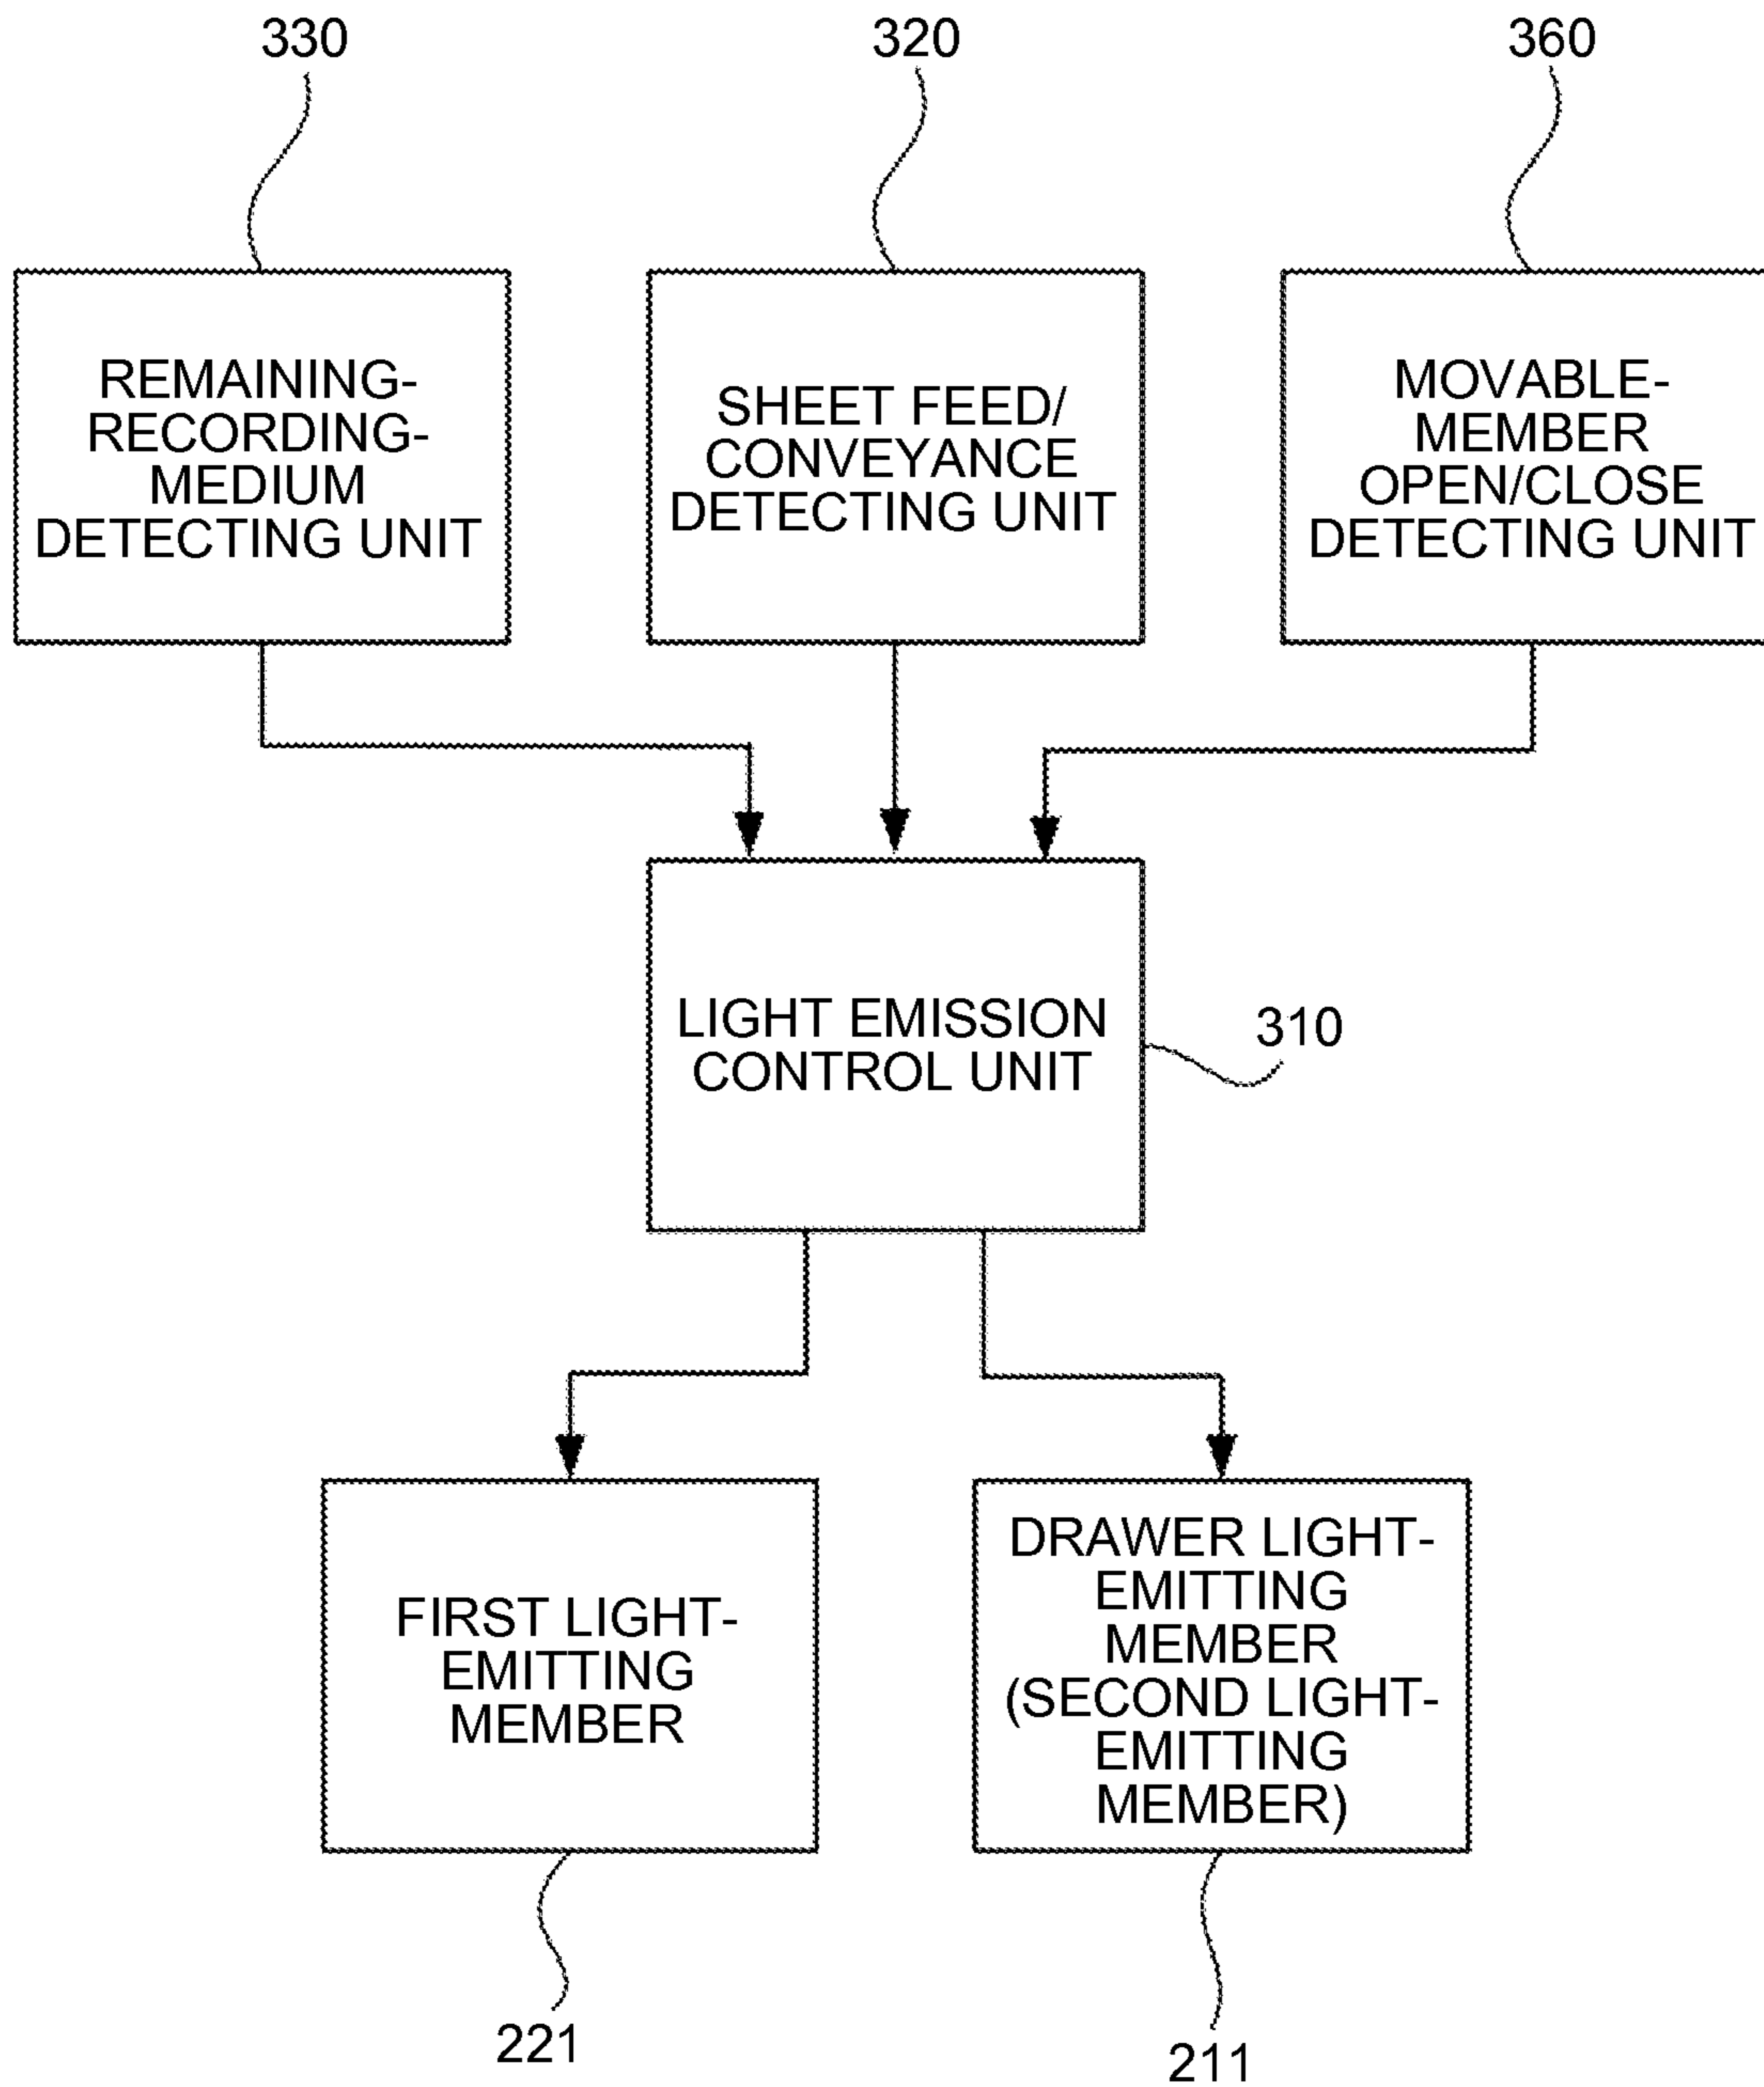 330
320
360
REMAINING-
RECORDING-
MEDIUM
DETECTING UNIT
SHEET FEED/
CONVEYANCE
DETECTING UNIT
MOVABLE-
MEMBER
OPEN/CLOSE
DETECTING UNIT
LIGHT EMISSION
CONTROL UNIT
310
FIRST LIGHT-
EMITTING
MEMBER
DRAWER LIGHT-
EMITTING
MEMBER
(SECOND LIGHT-
EMITTING
MEMBER)
221
211